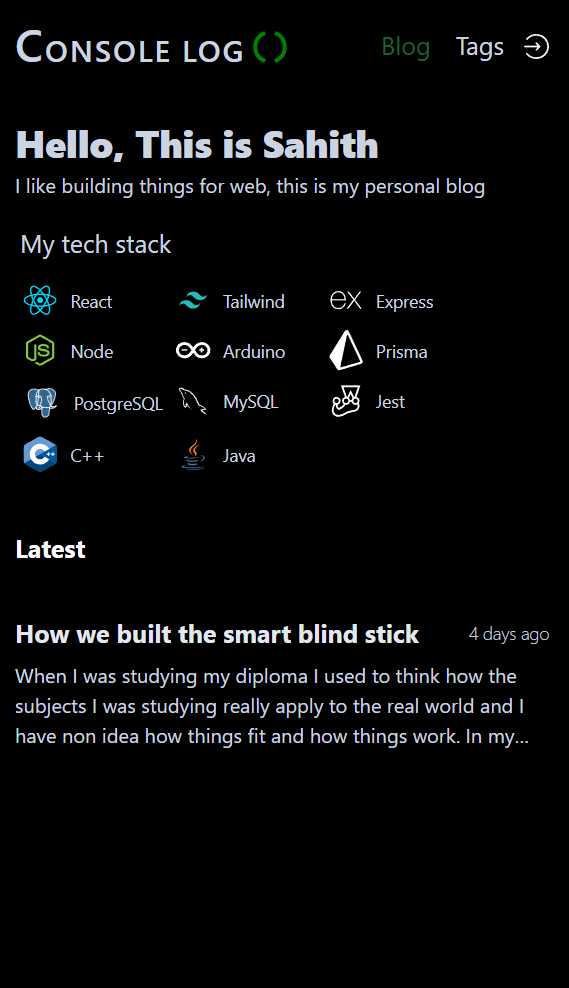 Console log ()
Blog Tags
Hello, This is Sahith
I like building things for web, this is my personal blog
My tech stack
React Tailwind Express
Node Arduino Prisma
PostgreSQL MySQL Jest
C++ Java
Latest
How we built the smart blind stick 4 days ago
When I was studying my diploma I used to think how the
subjects I was studying really apply to the real world and I
have non idea how things fit and how things work. In my...